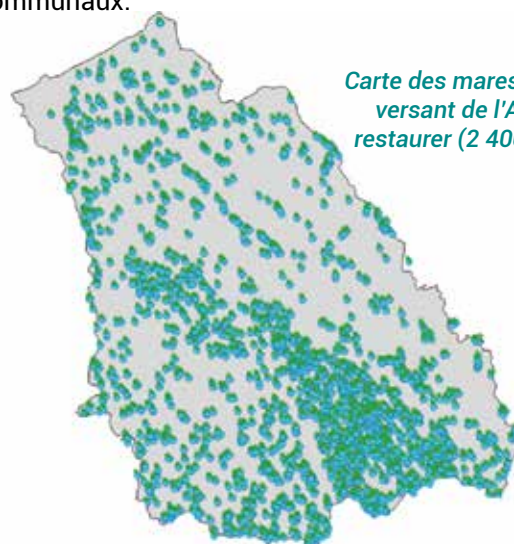 ommunaux.
Carte des mares
versant de l'A
restaurer (2 40